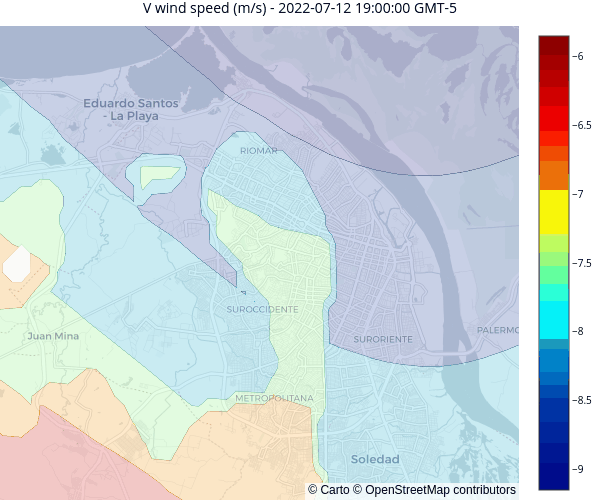 V wind speed (m/s) - 2022-07-12 19:00:00 GMT-5
Eduardo Santos
- La Playa
RIOMAR
SUROCCIDENTE
Juan Mina
SURORIENTE
PALERMO
METROPOLITANA
Soledad
© Carto © OpenStreetMap contributors
−6
−6.5
−7
−7.5
−8
−8.5
−9